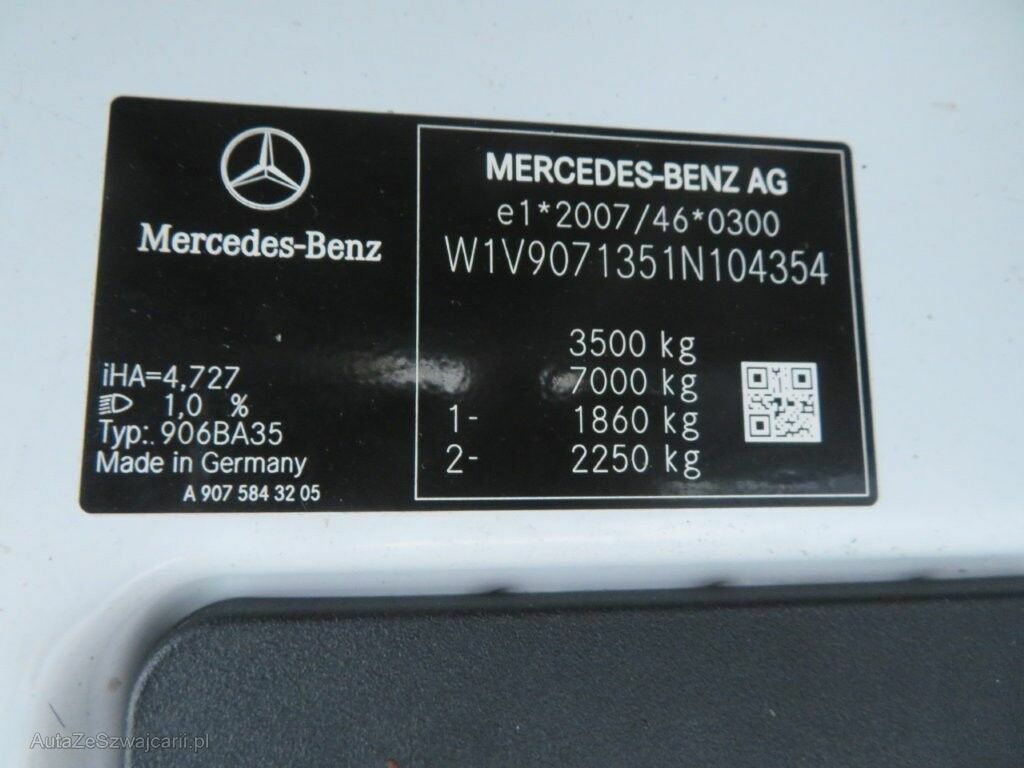 Mercedes-Benz
iHA=4,727
1,0 %
Typ:.906BA35
Made in Germany
A 907 584 32 05
MERCEDES-BENZ AG
e1*2007/46*0300
W1V9071351N104354
3500 kg
7000 kg
1- 1860 kg
2- 2250 kg
AutaZeSzwajcarii.pl